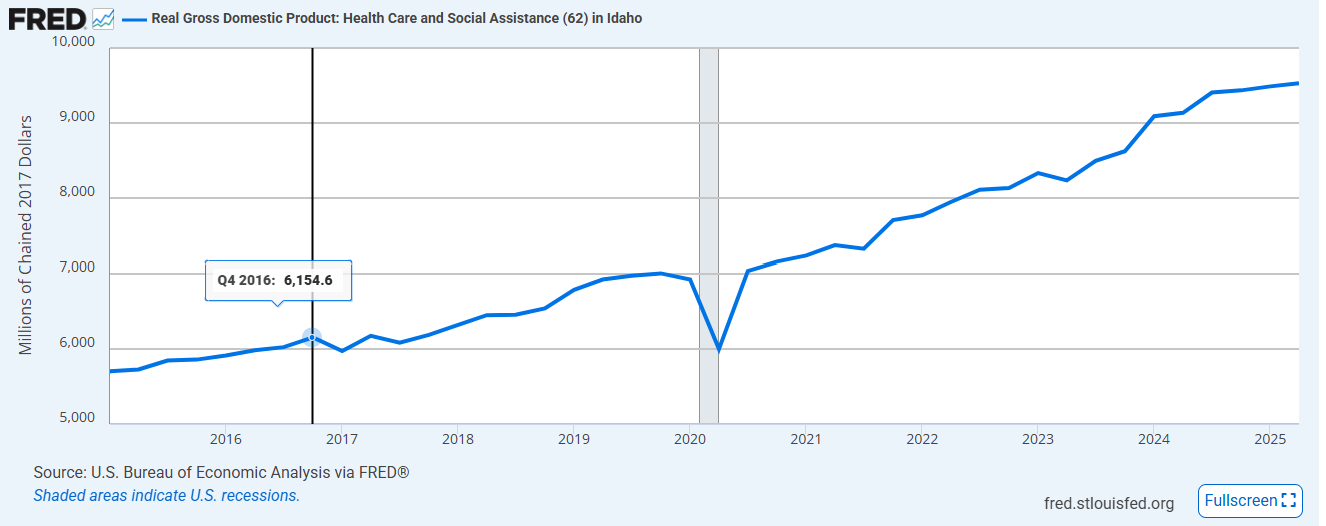 FRED
Real Gross Domestic Product: Health Care and Social Assistance (62) in Idaho
10,000
9,000
8,000
7,000
6,000
5,000
Millions of Chained 2017 Dollars
Q4 2016: 6,154.6
2016 2017 2018 2019 2020 2021 2022 2023 2024 2025
Source: U.S. Bureau of Economic Analysis via FRED®
Shaded areas indicate U.S. recessions.
fred.stlouisfed.org
Fullscreen